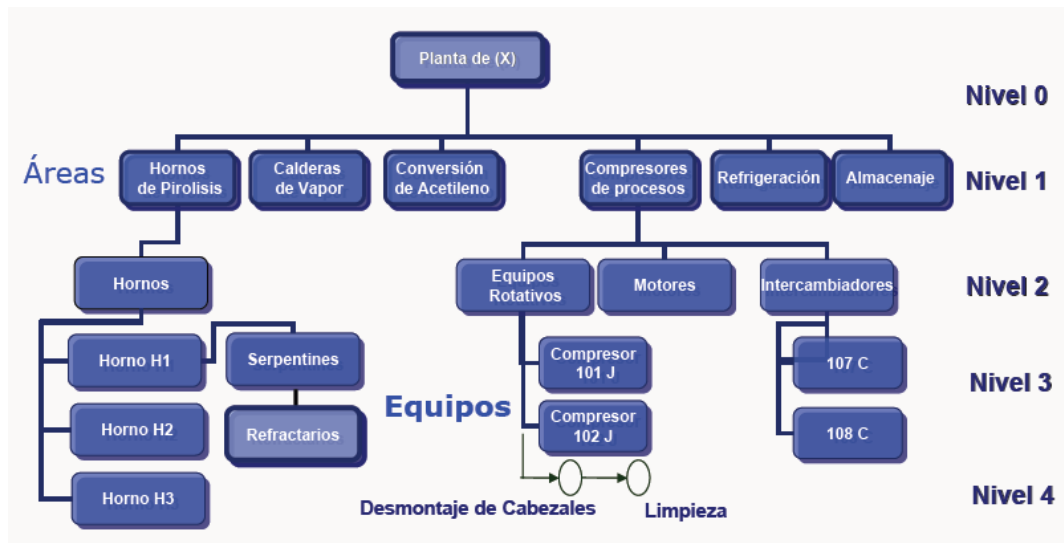 Planta de (X)
Nivel 0
Áreas
Hornos
de Pirolisis
Calderas
de Vapor
Conversión
de Acetileno
Compresores
de procesos
Refrigeración
Almacenaje
Nivel 1
Hornos
Equipos
Rotativos
Motores
Intercambiadores
Nivel 2
Horno H1
Serpentines
Compresor
101 J
107 C
Nivel 3
Equipos
Horno H2
Refractarios
Compresor
102 J
108 C
Horno H3
Desmontaje de Cabezales
Limpieza
Nivel 4